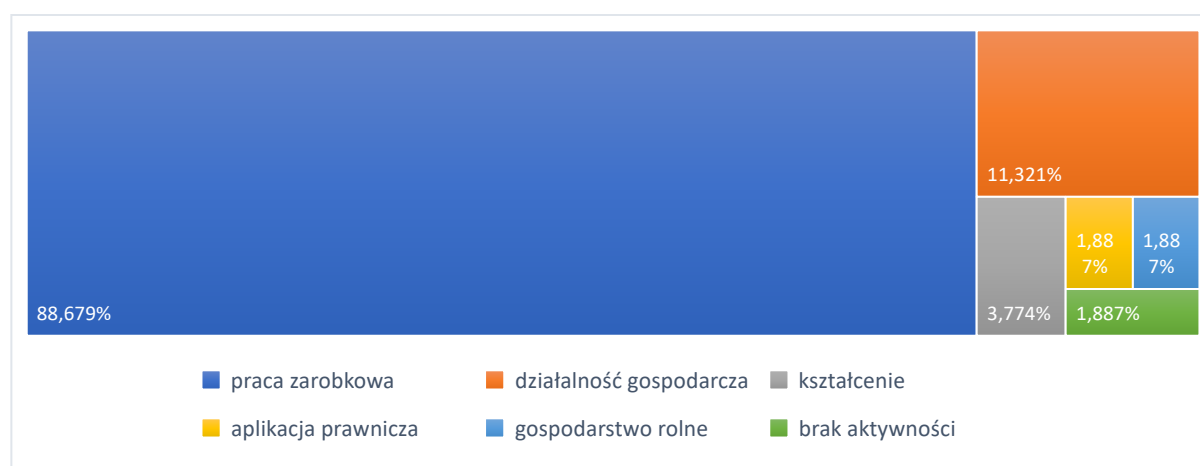 11,321%
1,88
7%
1,88
7%
88,679%
3,774%
1,887%
praca zarobkowa
działalność gospodarcza
kształcenie
aplikacja prawnicza
gospodarstwo rolne
brak aktywności